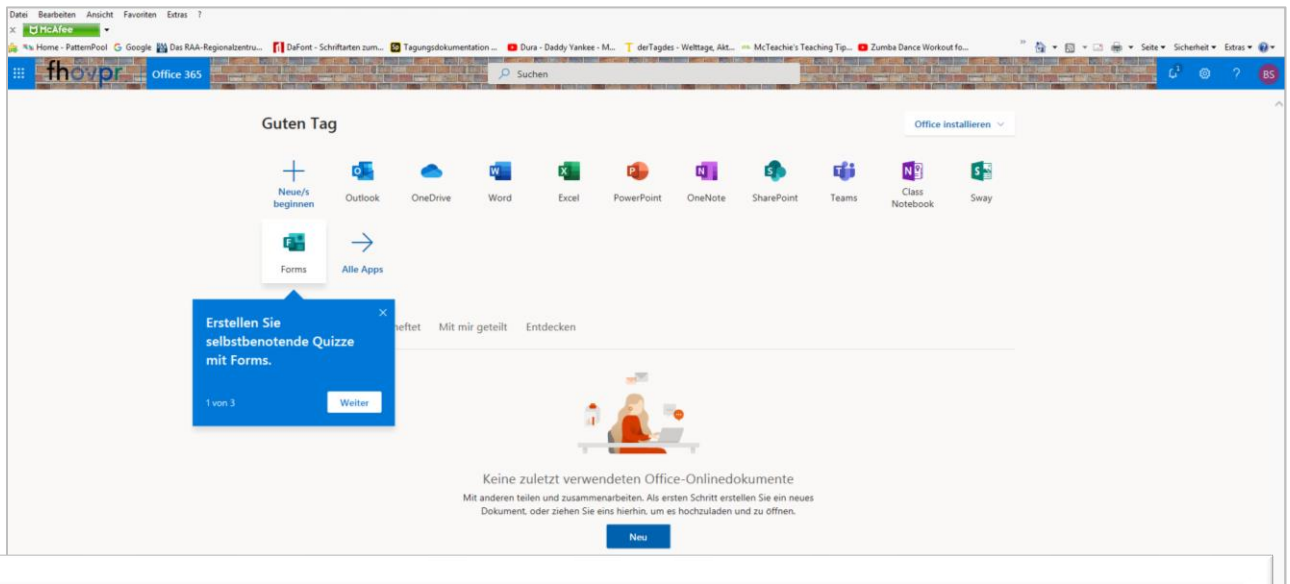 Datei Bearbeiten Ansicht Favoriten Extras ?
x McAfee
Home - PatternPool Google Das RAA-Regionalzentru... DaFont - Schriftarten zum... Tagungsdokumentation ... Dura - Daddy Yankee - M... derTagdes - Welttage, Akt... McTeachie's Teaching Tip... Zumba Dance Workout fo... Seite Sicherheit Extras
fhovpr Office 365 Suchen 1 ? BS
Guten Tag Office installieren
Neue/s beginnen Outlook OneDrive Word Excel PowerPoint OneNote SharePoint Teams Class Notebook Sway
Forms Alle Apps
Erstellen Sie
selbstbenotende Quizze
mit Forms.
1 von 3 Weiter
heftet Mit mir geteilt Entdecken
Keine zuletzt verwendeten Office-Onlinedokumente
Mit anderen teilen und zusammenarbeiten. Als ersten Schritt erstellen Sie ein neues
Dokument, oder ziehen Sie eins hierhin, um es hochzuladen und zu öffnen.
Neu